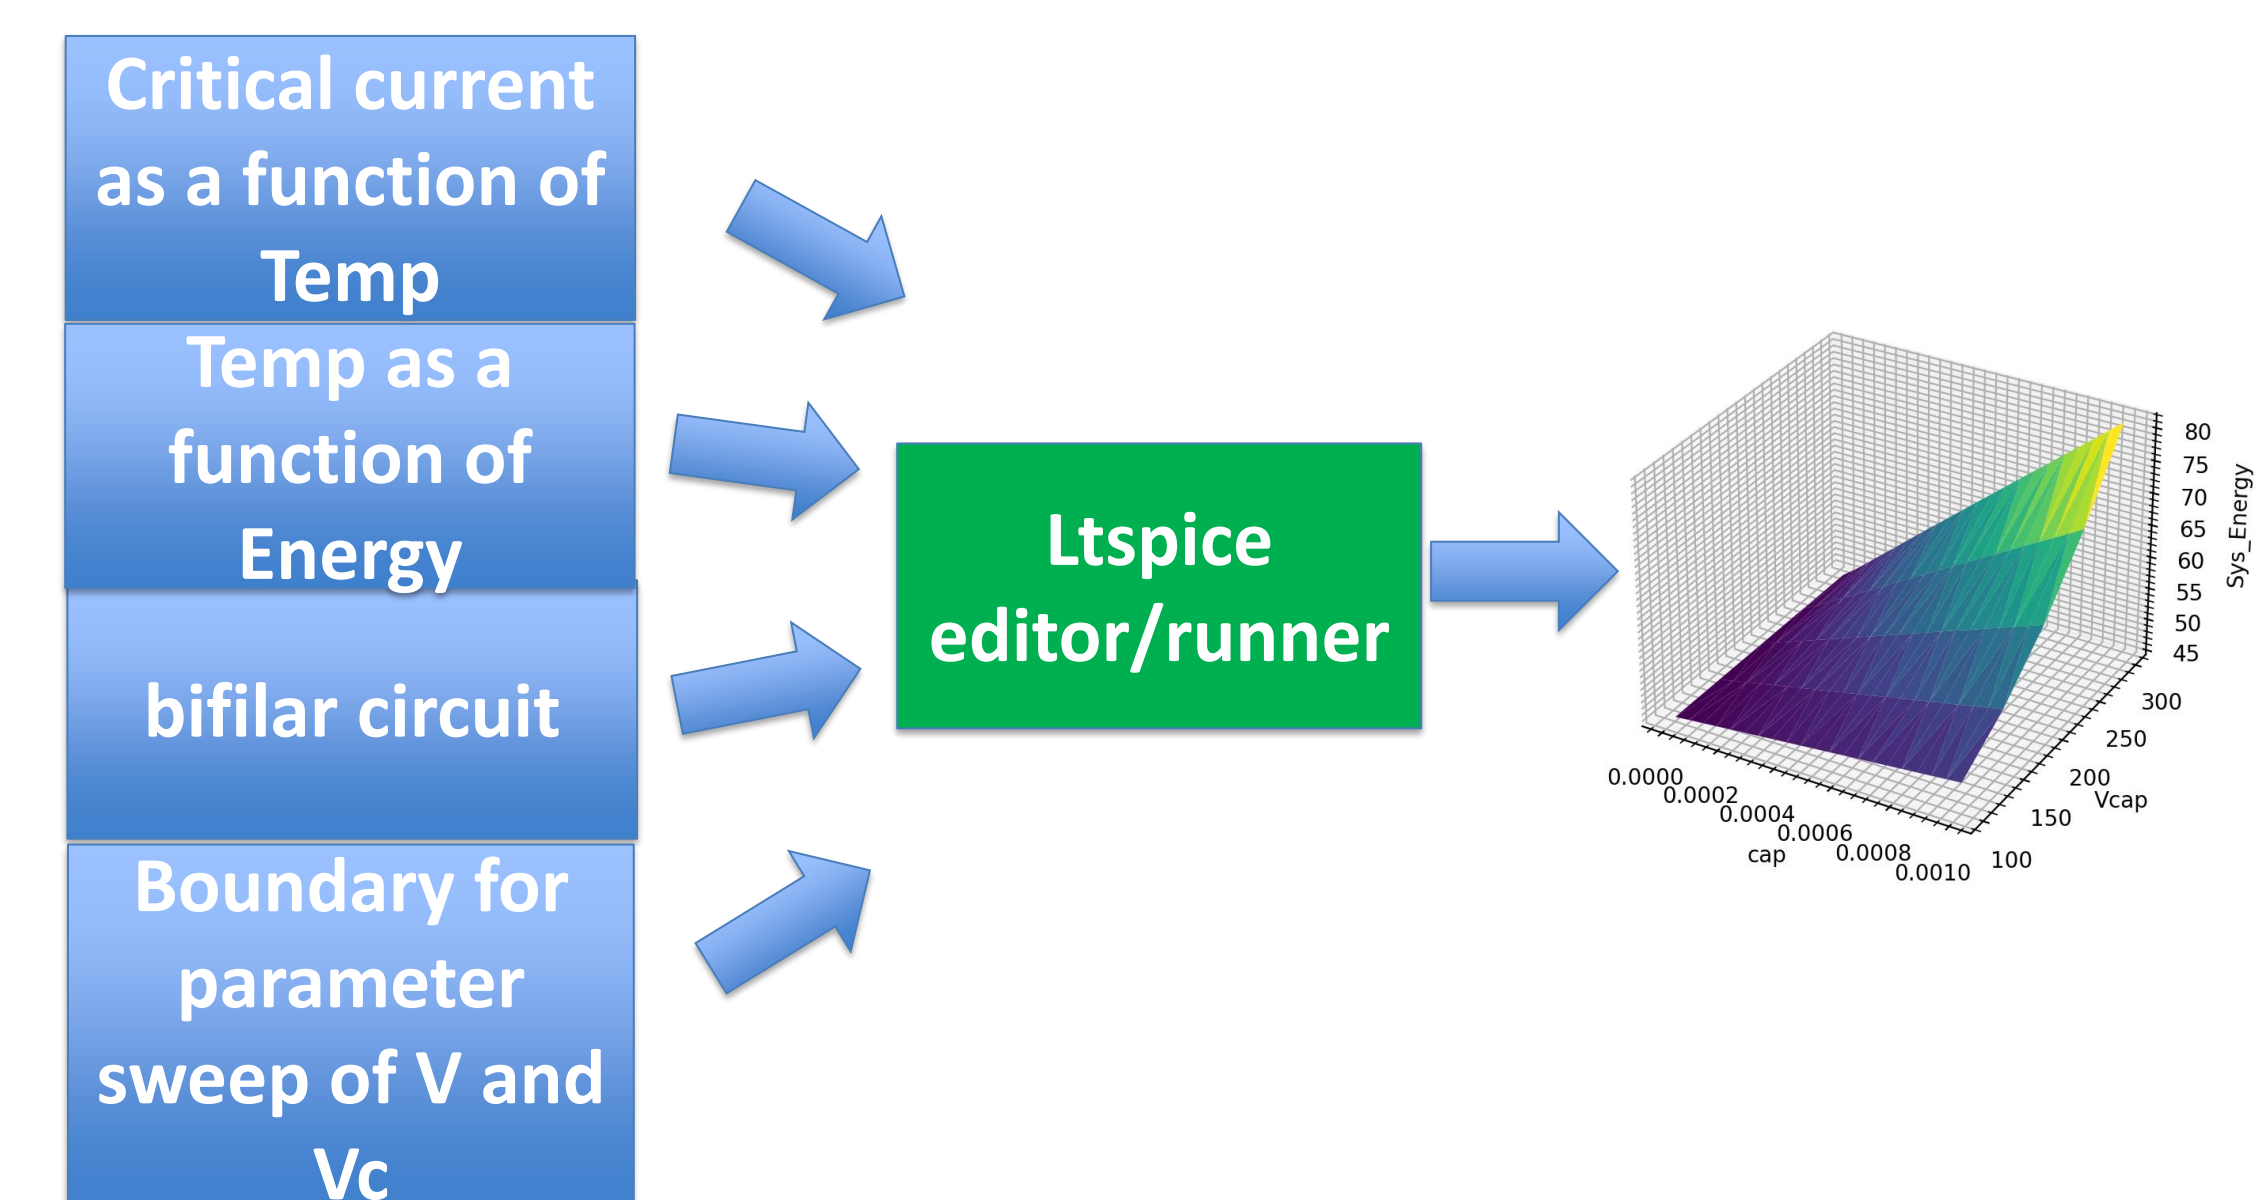 Critical current
as a function of
Temp
Temp as a
function of
Energy
bifilar circuit
Boundary for
parameter
sweep of V and
Vc
Ltspice
editor/runner
80
75
70
65
60
55
50
45
Sys_Energy
300
250
200
150
100
Vcap
0.0000
0.0002
0.0004
0.0006
0.0008
0.0010
cap